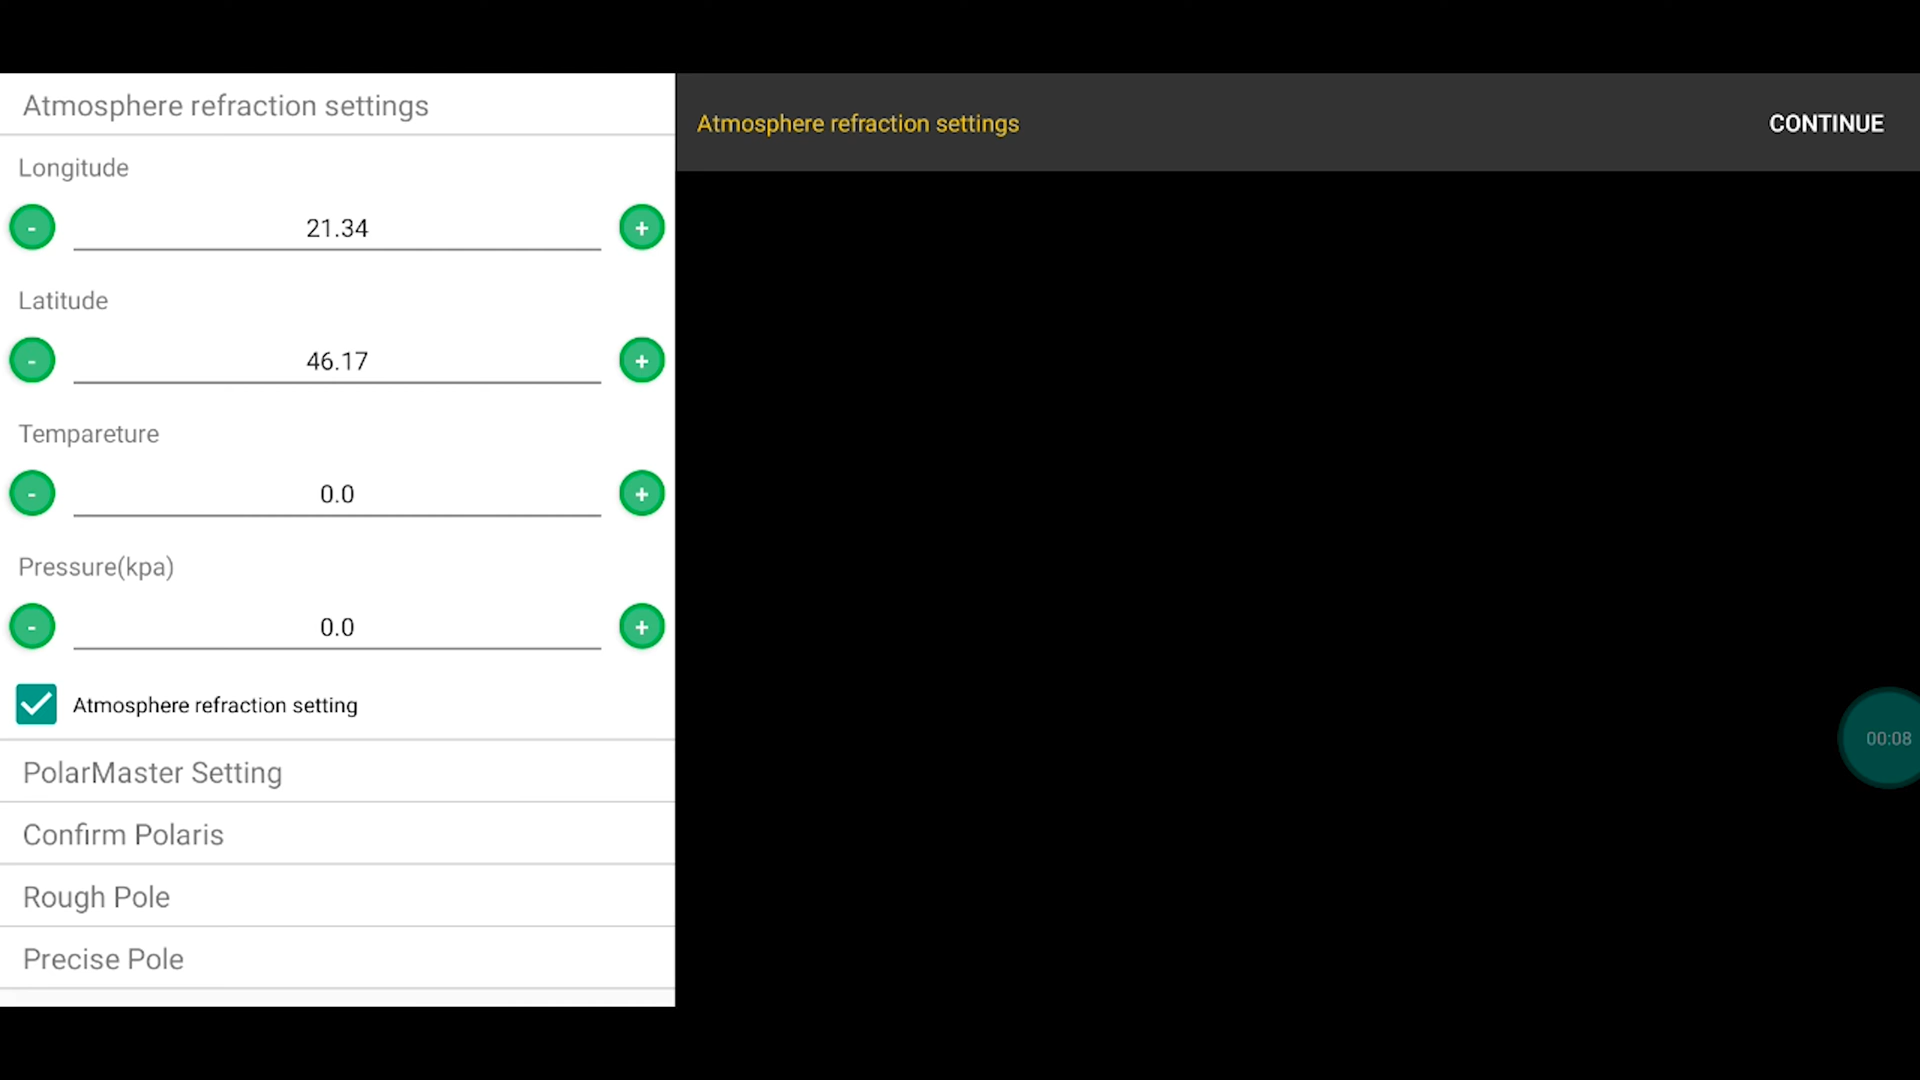 Atmosphere refraction settings
Longitude
- 21.34 +
Latitude
- 46.17 +
Tempareture
- 0.0 +
Pressure(kpa)
- 0.0 +
Atmosphere refraction setting
PolarMaster Setting
Confirm Polaris
Rough Pole
Precise Pole
Atmosphere refraction settings
CONTINUE
00:08